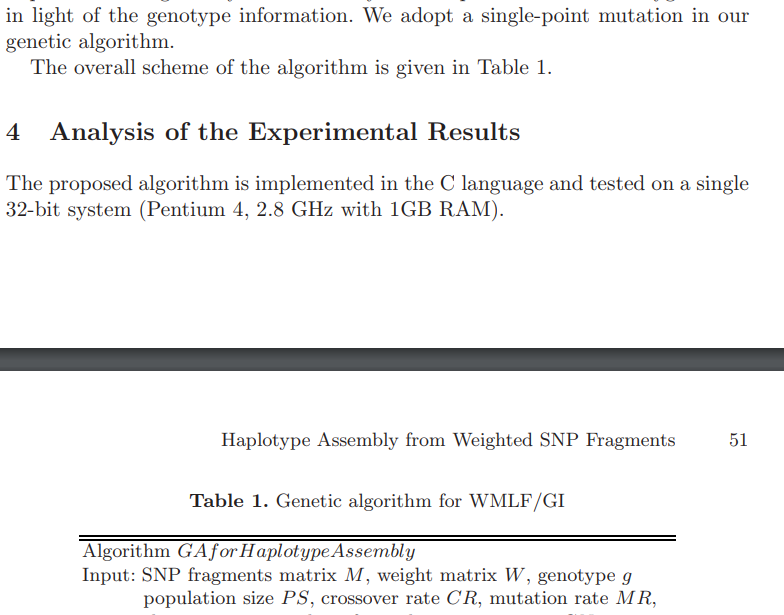 in light of the genotype information. We adopt a single-point mutation in our
genetic algorithm.
The overall scheme of the algorithm is given in Table 1.
4 Analysis of the Experimental Results
The proposed algorithm is implemented in the C language and tested on a single
32-bit system (Pentium 4, 2.8 GHz with 1GB RAM).
Haplotype Assembly from Weighted SNP Fragments 51
Table 1. Genetic algorithm for WMLF/GI
Algorithm GAforHaplotypeAssembly
Input: SNP fragments matrix M, weight matrix W, genotype g
population size PS, crossover rate CR, mutation rate MR,